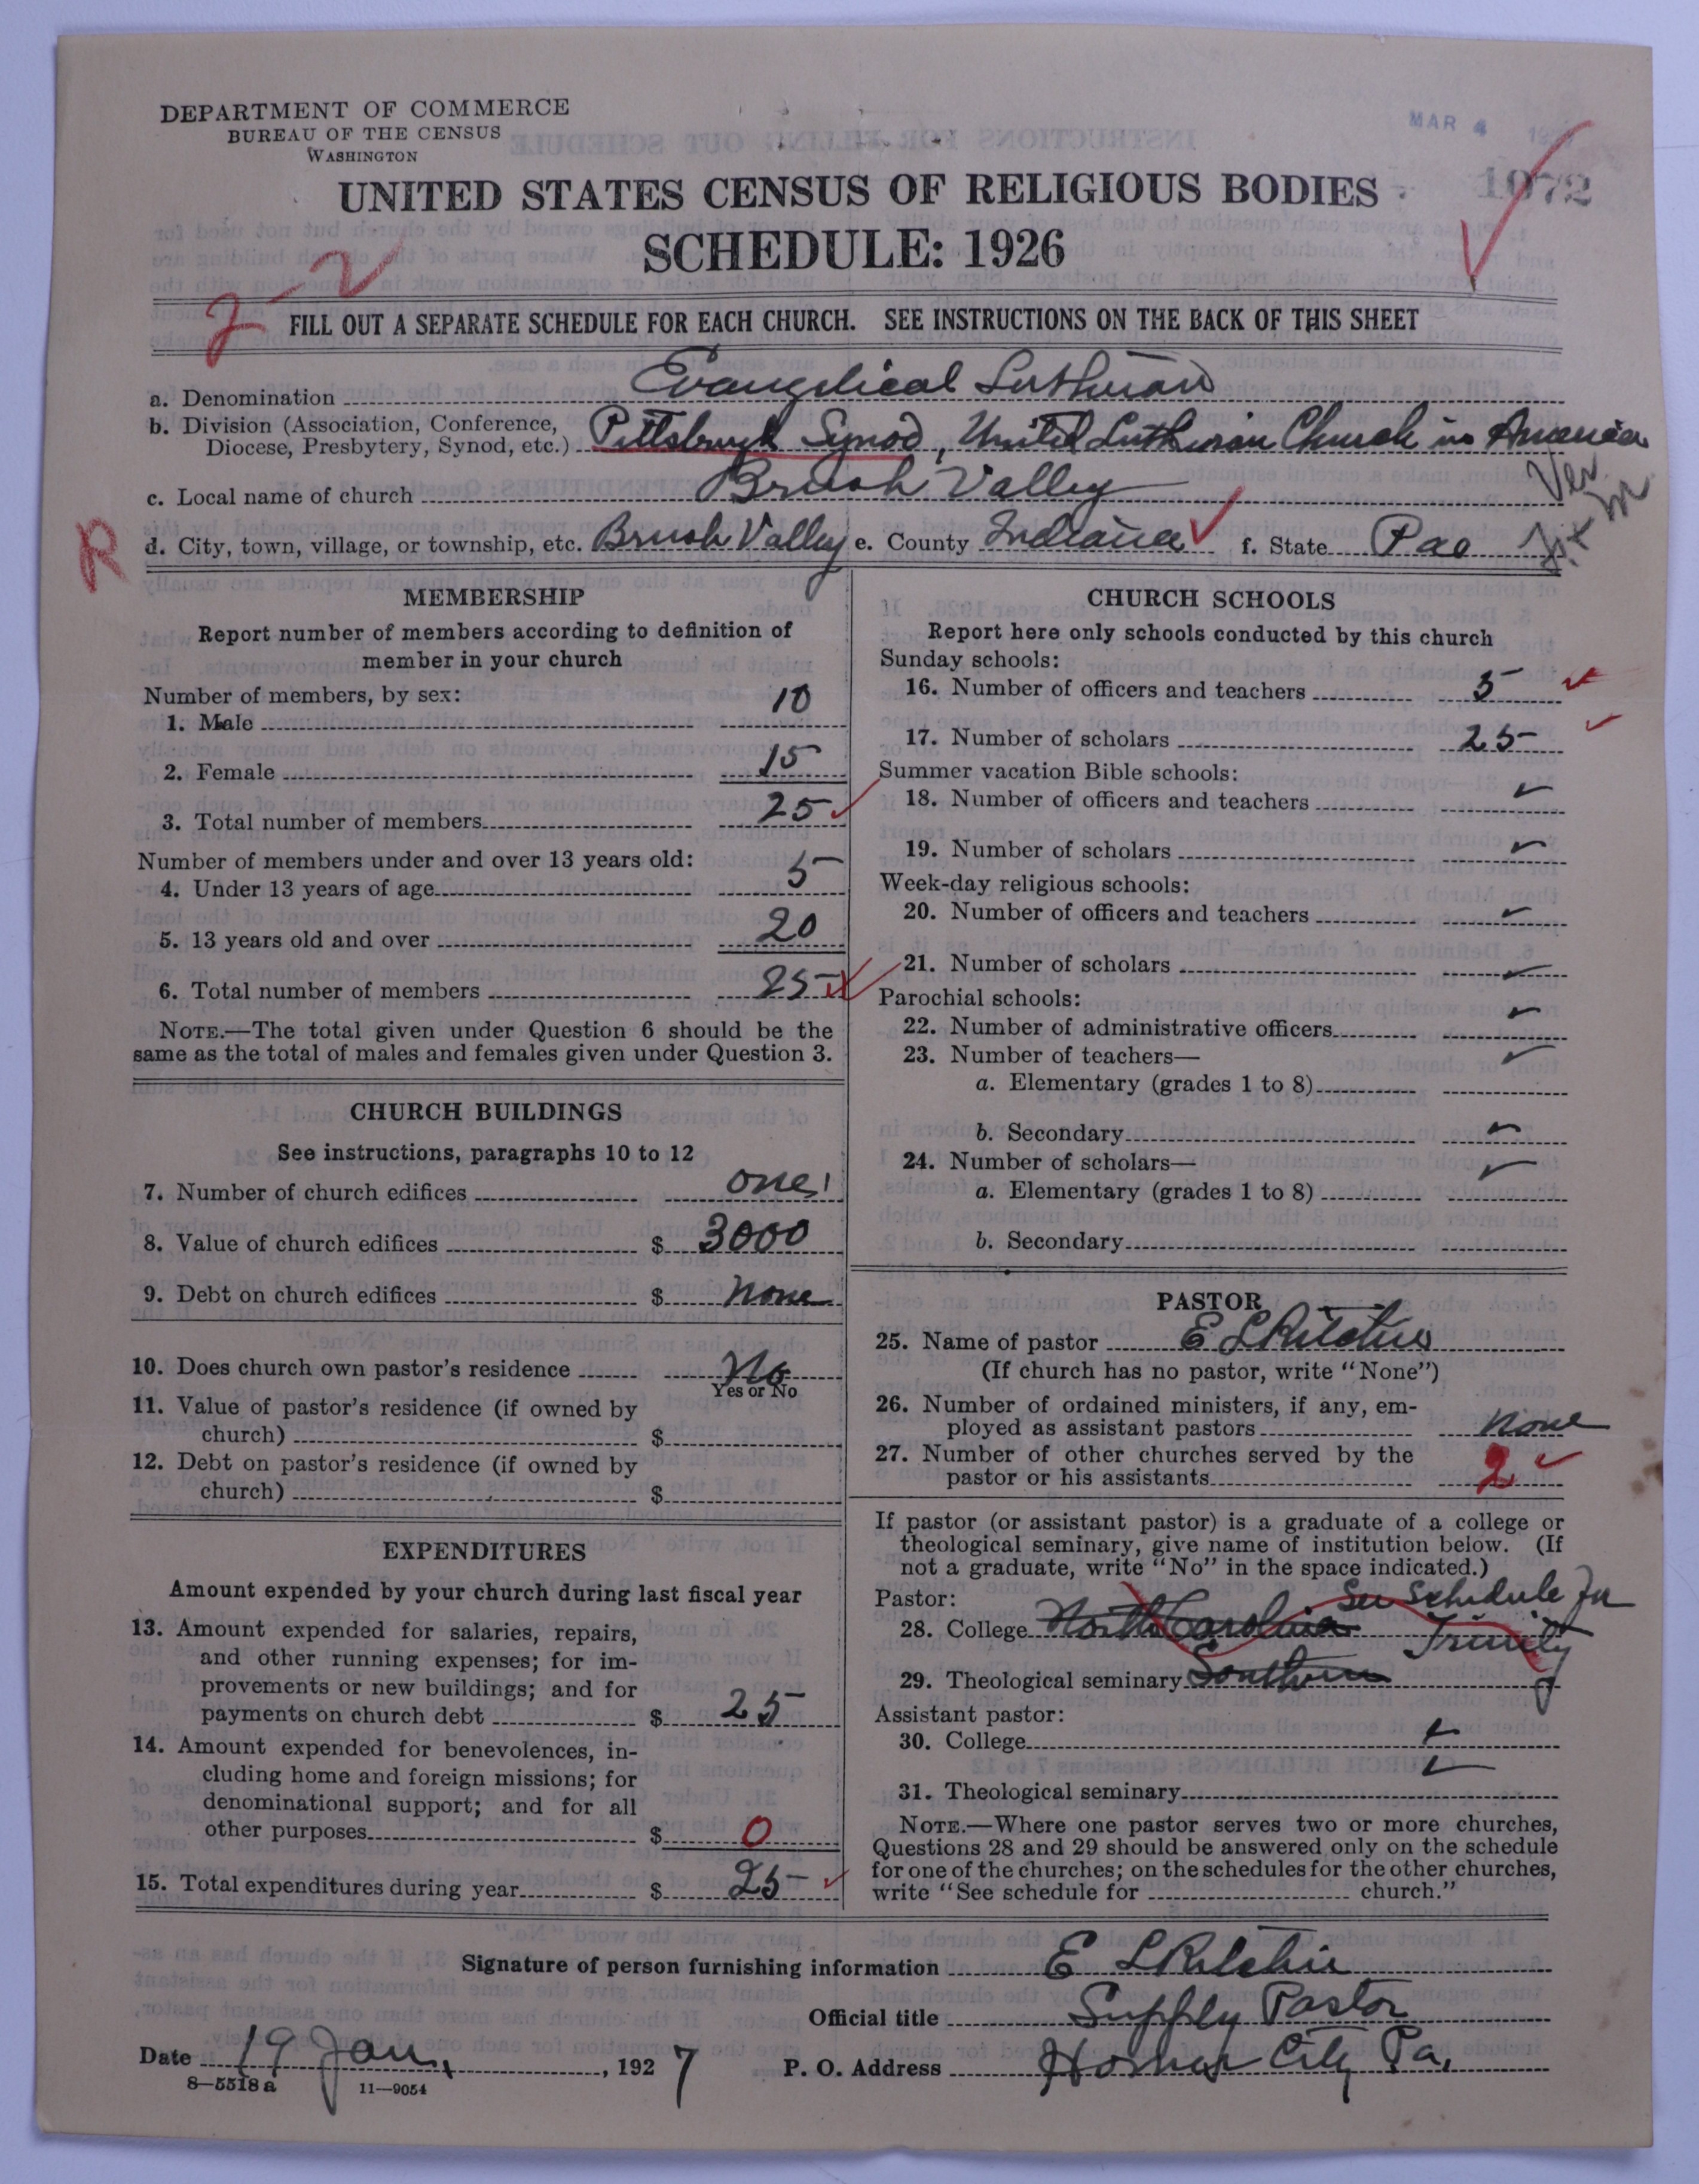 DEPARTMENT OF COMMERCE
BUREAU OF THE CENSUS
WASHINGTON
MAR 4
1072
UNITED STATES CENSUS OF RELIGIOUS BODIES
SCHEDULE: 1926
2-2
FILL OUT A SEPARATE SCHEDULE FOR EACH CHURCH. SEE INSTRUCTIONS ON THE BACK OF THIS SHEET
a. Denomination Evangelical Lutheran
b. Division (Association, Conference,
Diocese, Presbytery, Synod, etc.) Pittsburgh Synod, United Lutheran Church in America
c. Local name of church Brush Valley
Ver
R d. City, town, village, or township, etc. Brush Valley e. County Indiana f. State Pa
MEMBERSHIP
Report number of members according to definition of
member in your church
Number of members, by sex:
1. Male 10
2. Female 15
3. Total number of members 25
Number of members under and over 13 years old:
4. Under 13 years of age 5
5. 13 years old and over 20
6. Total number of members 25
NOTE.—The total given under Question 6 should be the
same as the total of males and females given under Question 3.
CHURCH BUILDINGS
See instructions, paragraphs 10 to 12
7. Number of church edifices one
8. Value of church edifices $ 3000
9. Debt on church edifices $ none
10. Does church own pastor's residence No
Yes or No
11. Value of pastor's residence (if owned by
church) $
12. Debt on pastor's residence (if owned by
church) $
EXPENDITURES
Amount expended by your church during last fiscal year
13. Amount expended for salaries, repairs,
and other running expenses; for im-
provements or new buildings; and for
payments on church debt $ 25
14. Amount expended for benevolences, in-
cluding home and foreign missions; for
denominational support; and for all
other purposes $ 0
15. Total expenditures during year $ 25
CHURCH SCHOOLS
Report here only schools conducted by this church
Sunday schools:
16. Number of officers and teachers 5
17. Number of scholars 25
Summer vacation Bible schools:
18. Number of officers and teachers
19. Number of scholars
Week-day religious schools:
20. Number of officers and teachers
21. Number of scholars
Parochial schools:
22. Number of administrative officers
23. Number of teachers—
a. Elementary (grades 1 to 8)
b. Secondary
24. Number of scholars—
a. Elementary (grades 1 to 8)
b. Secondary
PASTOR
25. Name of pastor E L Ritchie
(If church has no pastor, write "None")
26. Number of ordained ministers, if any, em-
ployed as assistant pastors none
27. Number of other churches served by the
pastor or his assistants 2
If pastor (or assistant pastor) is a graduate of a college or
theological seminary, give name of institution below. (If
not a graduate, write "No" in the space indicated.)
Pastor: See Schedule for
28. College North Carolina Trinity
29. Theological seminary Southern
Assistant pastor:
30. College
31. Theological seminary
NOTE.—Where one pastor serves two or more churches,
Questions 28 and 29 should be answered only on the schedule
for one of the churches; on the schedules for the other churches,
write "See schedule for church."
Signature of person furnishing information E L Ritchie
Official title Supply Pastor
Date 19 Jan, 1927 P. O. Address Homer City Pa,
8—5518 a 11—9054